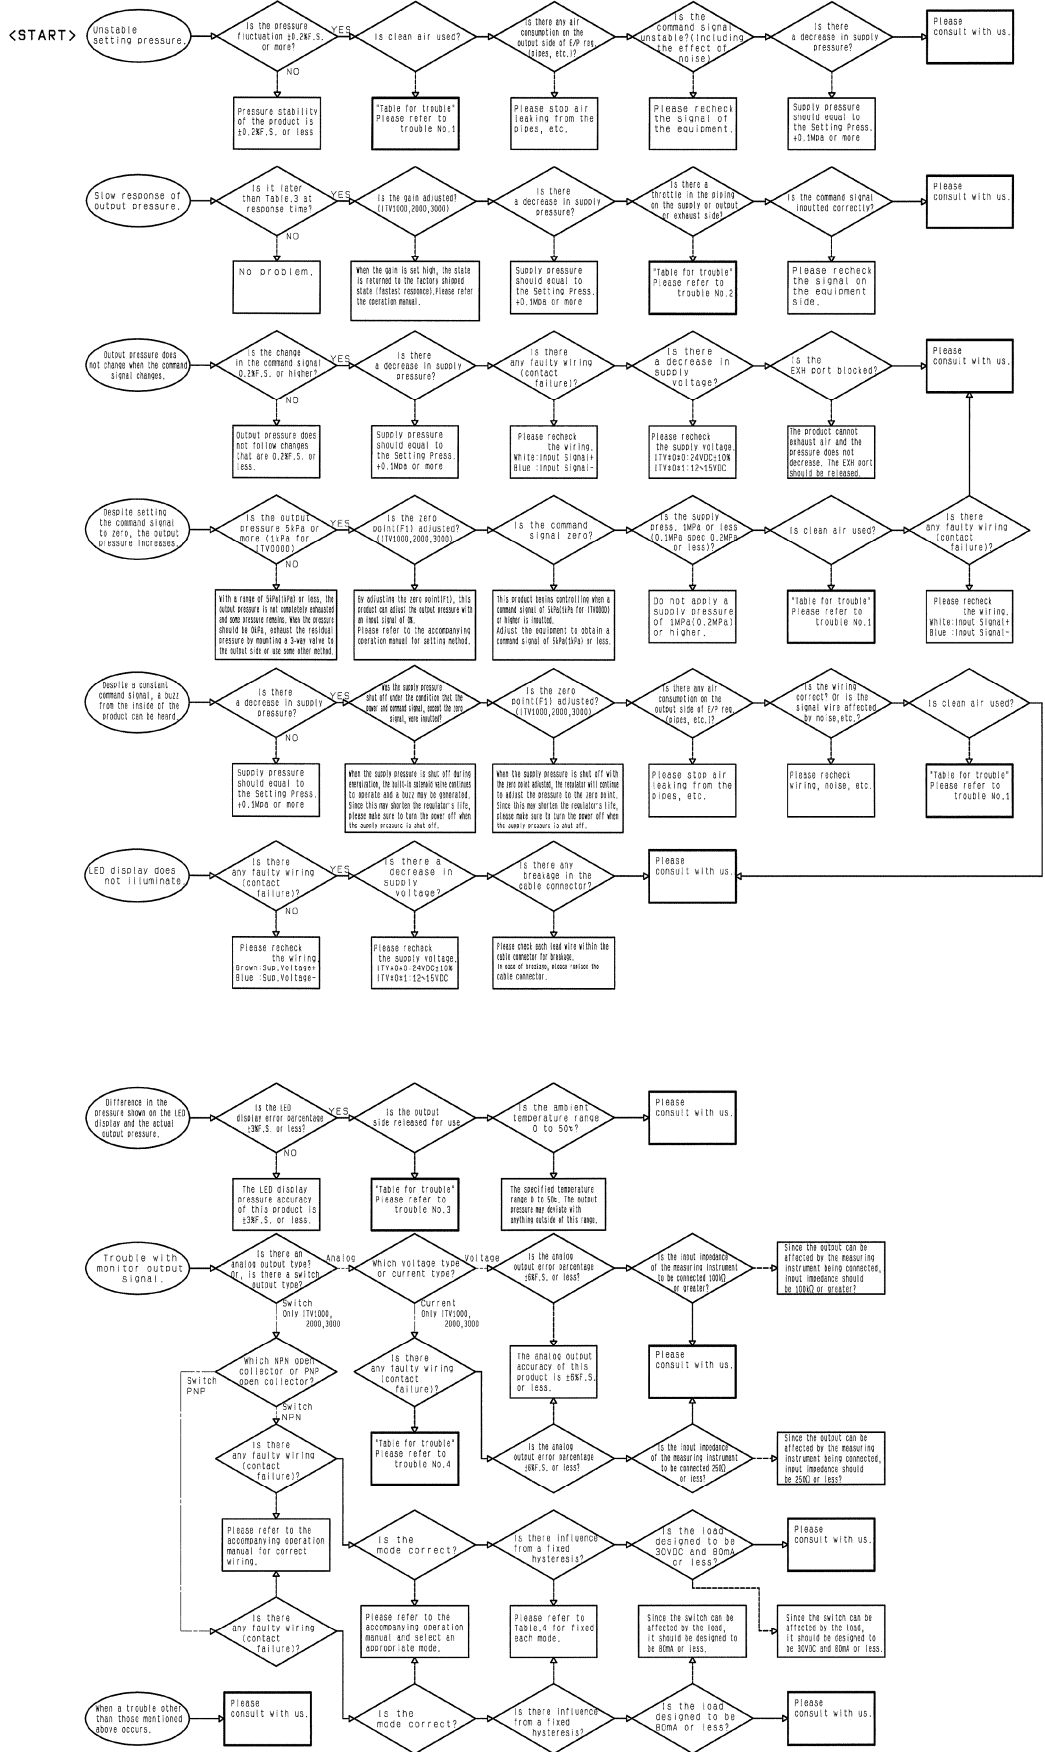 <START>
Unstable
setting pressure.
Is the pressure
fluctuation ±0.2%F.S.
or more?
YES
NO
Is clean air used?
Is there any air
consumption on the
output side of E/P reg.
(pipes, etc.)?
Is the
command signal
unstable?(Including
the effect of
noise)
Is there
a decrease in supply
pressure?
Please
consult with us.
Pressure stability
of the product is
±0.2%F.S. or less
"Table for trouble"
Please refer to
trouble No.1
Please stop air
leaking from the
pipes, etc.
Please recheck
the signal of
the equipment.
Supply pressure
should equal to
the Setting Press.
+0.1Mpa or more
Slow response of
output pressure.
Is it later
than Table.3 at
response time?
YES
NO
Is the gain adjusted?
(ITV1000,2000,3000)
Is there
a decrease in supply
pressure?
Is there a
throttle in the piping
on the supply or output
or exhaust side?
Is the command signal
inputted correctly?
Please
consult with us.
No problem.
When the gain is set high, the state
is returned to the factory shipped
state (fastest responce).Please refer
the operation manual.
Supply pressure
should equal to
the Setting Press.
+0.1Mpa or more
"Table for trouble"
Please refer to
trouble No.2
Please recheck
the signal on
the equipment
side.
Output pressure does
not change when the command
signal changes.
Is the change
in the command signal
0.2%F.S. or higher?
YES
NO
Is there
a decrease in supply
pressure?
Is there
any faulty wiring
(contact
failure)?
Is there
a decrease in
supply
voltage?
Is the
EXH port blocked?
Please
consult with us.
Output pressure does
not follow changes
that are 0.2%F.S. or
less.
Supply pressure
should equal to
the Setting Press.
+0.1Mpa or more
Please recheck
the wiring.
White:Input Signal+
Blue :Input Signal-
Please recheck
the supply voltage.
ITV*0*0:24VDC±10%
ITV*0*1:12~15VDC
The product cannot
exhaust air and the
pressure does not
decrease. The EXH port
should be released.
Despite setting
the command signal
to zero, the output
pressure increases.
Is the output
pressure 5kPa or
more (1kPa for
ITV0000)
YES
NO
Is the zero
point(F1) adjusted?
(ITV1000,2000,3000)
Is the command
signal zero?
Is the supply
press. 1MPa or less
(0.1MPa spec 0.2MPa
or less)?
Is clean air used?
Is there
any faulty wiring
(contact
failure)?
With a range of 5kPa(1kPa) or less, the
output pressure is not completely exhausted
and some pressure remains. When the pressure
should be 0kPa, exhaust the residual
pressure by mounting a 3-way valve to
the output side or use some other method.
By adjusting the zero point(F1), this
product can adjust the output pressure with
an input signal of 0%.
Please refer to the accompanying
operation manual for setting method.
This product begins controlling when a
command signal of 5kPa(1kPa for ITV0000)
or higher is inputted.
Adjust the equipment to obtain a
command signal of 5kPa(1kPa) or less.
Do not apply a
supply pressure
of 1MPa(0.2MPa)
or higher.
"Table for trouble"
Please refer to
trouble No.1
Please recheck
the wiring.
White:Input Signal+
Blue :Input Signal-
Despite a constant
command signal, a buzz
from the inside of the
product can be heard.
Is there
a decrease in supply
pressure?
YES
NO
Was the supply pressure
shut off under the condition that the
power and command signal, except the zero
signal, were inputted?
Is the zero
point(F1) adjusted?
(ITV1000,2000,3000)
Is there any air
consumption on the
output side of E/P reg.
(pipes, etc.)?
Is the wiring
correct? Or is the
signal wire affected
by noise,etc.?
Is clean air used?
Supply pressure
should equal to
the Setting Press.
+0.1Mpa or more
When the supply pressure is shut off during
energization, the built-in solenoid valve continues
to operate and a buzz may be generated.
Since this may shorten the regulator's life,
please make sure to turn the power off when
the supply pressure is shut off.
When the supply pressure is shut off with
the zero point adjusted, the regulator will continue
to adjust the pressure to the zero point.
Since this may shorten the regulator's life,
please make sure to turn the power off when
the supply pressure is shut off.
Please stop air
leaking from the
pipes, etc.
Please recheck
wiring, noise, etc.
"Table for trouble"
Please refer to
trouble No.1
LED display does
not illuminate
Is there
any faulty wiring
(contact
failure)?
YES
NO
Is there a
decrease in
supply
voltage?
Is there any
breakage in the
cable connector?
Please
consult with us.
Please recheck
the wiring.
Brown:Sup.Voltage+
Blue :Sup.Voltage-
Please recheck
the supply voltage.
ITV*0*0:24VDC±10%
ITV*0*1:12~15VDC
Please check each lead wire within the
cable connector for breakage.
In case of breakage, please replace the
cable connector.
Difference in the
pressure shown on the LED
display and the actual
output pressure.
Is the LED
display error percentage
±3%F.S. or less?
YES
NO
Is the output
side released for use
Is the ambient
temperature range
0 to 50℃?
Please
consult with us.
The LED display
pressure accuracy
of this product is
±3%F.S. or less.
"Table for trouble"
Please refer to
trouble No.3
The specified temperature
range 0 to 50℃. The output
pressure may deviate with
anything outside of this range.
Trouble with
monitor output
signal.
Is there an
analog output type?
Or, is there a switch
output type?
Analog
Which voltage type
or current type?
Voltage
Is the analog
output error percentage
±6%F.S. or less?
Is the input impedance
of the measuring instrument
to be connected 100kΩ
or greater?
Since the output can be
affected by the measuring
instrument being connected,
input impedance should
be 100kΩ or greater?
Switch
Only ITV1000,
2000,3000
Current
Only ITV1000,
2000,3000
Which NPN open
collector or PNP
open collector?
Switch
PNP
Switch
NPN
Is there
any faulty wiring
(contact
failure)?
The analog output
accuracy of this
product is ±6%F.S.
or less.
Please
consult with us.
Is there
any faulty wiring
(contact
failure)?
"Table for trouble"
Please refer to
trouble No.4
Is the analog
output error percentage
±6%F.S. or less?
Is the input impedance
of the measuring instrument
to be connected 250Ω
or less?
Since the output can be
affected by the measuring
instrument being connected,
input impedance should
be 250Ω or less?
Please refer to the
accompanying operation
manual for correct
wiring.
Is the
mode correct?
Is there influence
from a fixed
hysteresis?
Is the load
designed to be
30VDC and 80mA
or less?
Please
consult with us.
Is there
any faulty wiring
(contact
failure)?
Please refer to the
accompanying operation
manual and select an
appropriate mode.
Please refer to
Table.4 for fixed
each mode.
Since the switch can be
affected by the load,
it should be designed to
be 80mA or less.
Since the switch can be
affected by the load,
it should be designed to
be 30VDC and 80mA or less.
When a trouble other
than those mentioned
above occurs.
Please
consult with us.
Is the
mode correct?
Is there influence
from a fixed
hysteresis?
Is the load
designed to be
80mA or less?
Please
consult with us.